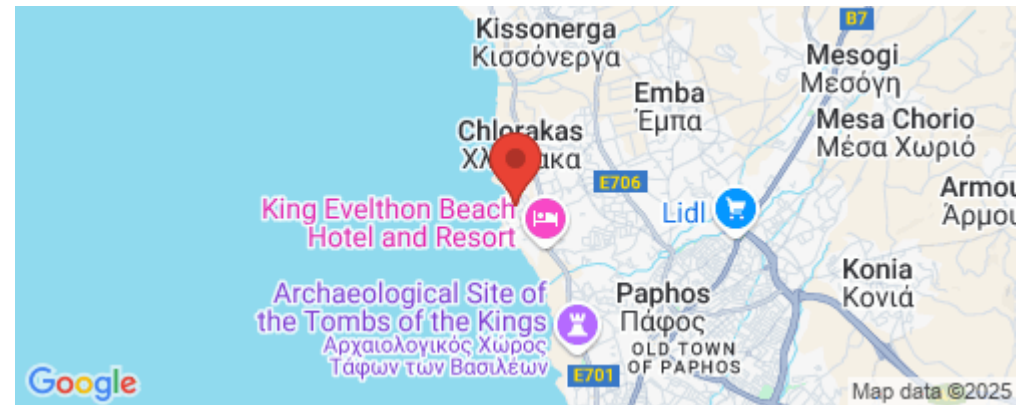 Kissonerga
Κισσόνεργα
B7
Mesogi
Μεσόγη
Emba
Έμπα
Chlorakas
Mesa Chorio
Μέσα Χωριό
E706
King Evelthon Beach
Hotel and Resort
Lidl
Konia
Κονιά
Archaeological Site of
the Tombs of the Kings
Αρχαιολογικός Χώρος
Τάφων των Βασιλέων
Paphos
Πάφος
OLD TOWN
OF PAPHOS
E701
Google
Map data ©2025